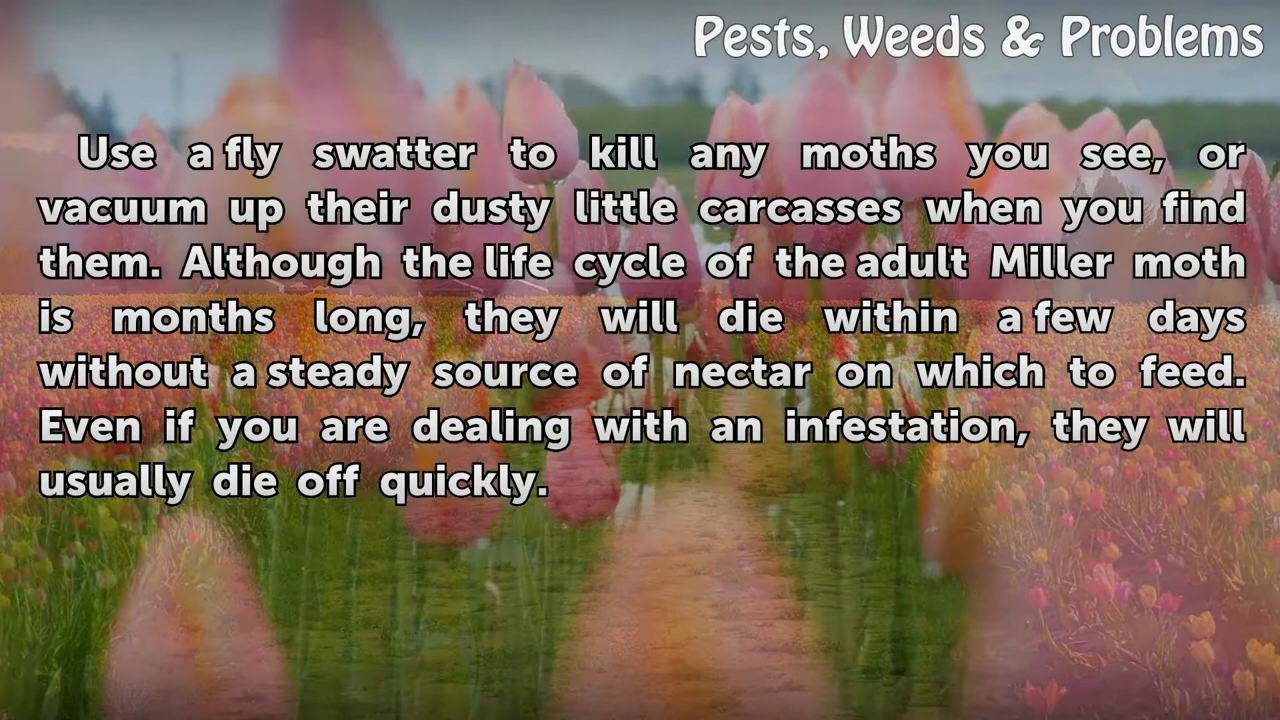 Pests, Weeds & Problems
Use a fly swatter to kill any moths you see, or
vacuum up their dusty little carcasses when you find
them. Although the life cycle of the adult Miller moth
is months long, they will die within a few days
without a steady source of nectar on which to feed.
Even if you are dealing with an infestation, they will
usually die off quickly.